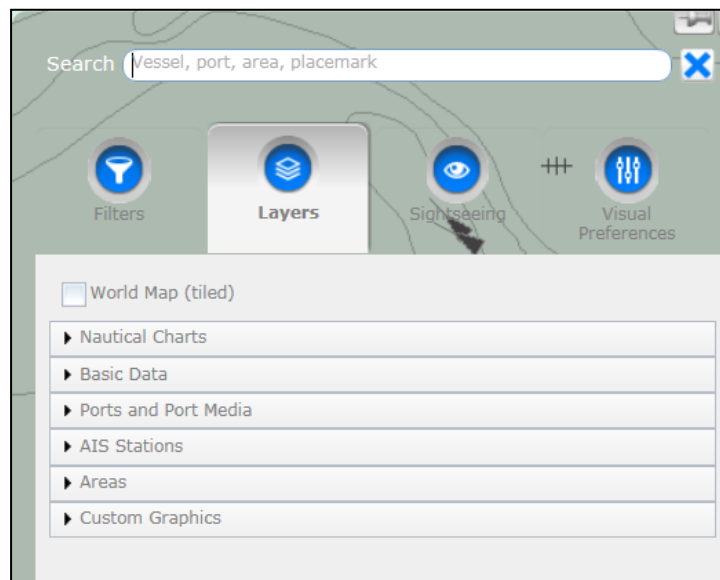 Search Vessel, port, area, placemark
Filters
Layers
Sightseeing
Visual
Preferences
World Map (tiled)
Nautical Charts
Basic Data
Ports and Port Media
AIS Stations
Areas
Custom Graphics